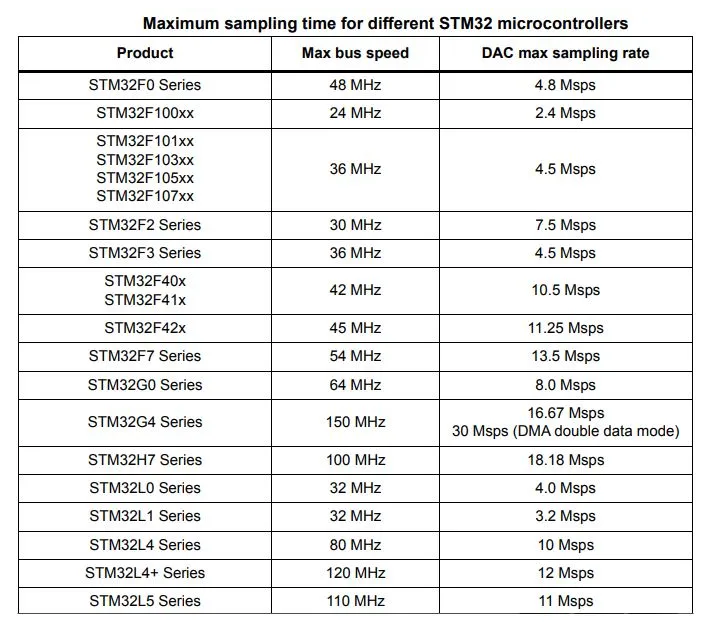 Maximum sampling time for different STM32 microcontrollers
Product Max bus speed DAC max sampling rate
STM32F0 Series 48 MHz 4.8 Msps
STM32F100xx 24 MHz 2.4 Msps
STM32F101xx
STM32F103xx
STM32F105xx
STM32F107xx
36 MHz 4.5 Msps
STM32F2 Series 30 MHz 7.5 Msps
STM32F3 Series 36 MHz 4.5 Msps
STM32F40x
STM32F41x
42 MHz 10.5 Msps
STM32F42x 45 MHz 11.25 Msps
STM32F7 Series 54 MHz 13.5 Msps
STM32G0 Series 64 MHz 8.0 Msps
STM32G4 Series 150 MHz 16.67 Msps
30 Msps (DMA double data mode)
STM32H7 Series 100 MHz 18.18 Msps
STM32L0 Series 32 MHz 4.0 Msps
STM32L1 Series 32 MHz 3.2 Msps
STM32L4 Series 80 MHz 10 Msps
STM32L4+ Series 120 MHz 12 Msps
STM32L5 Series 110 MHz 11 Msps